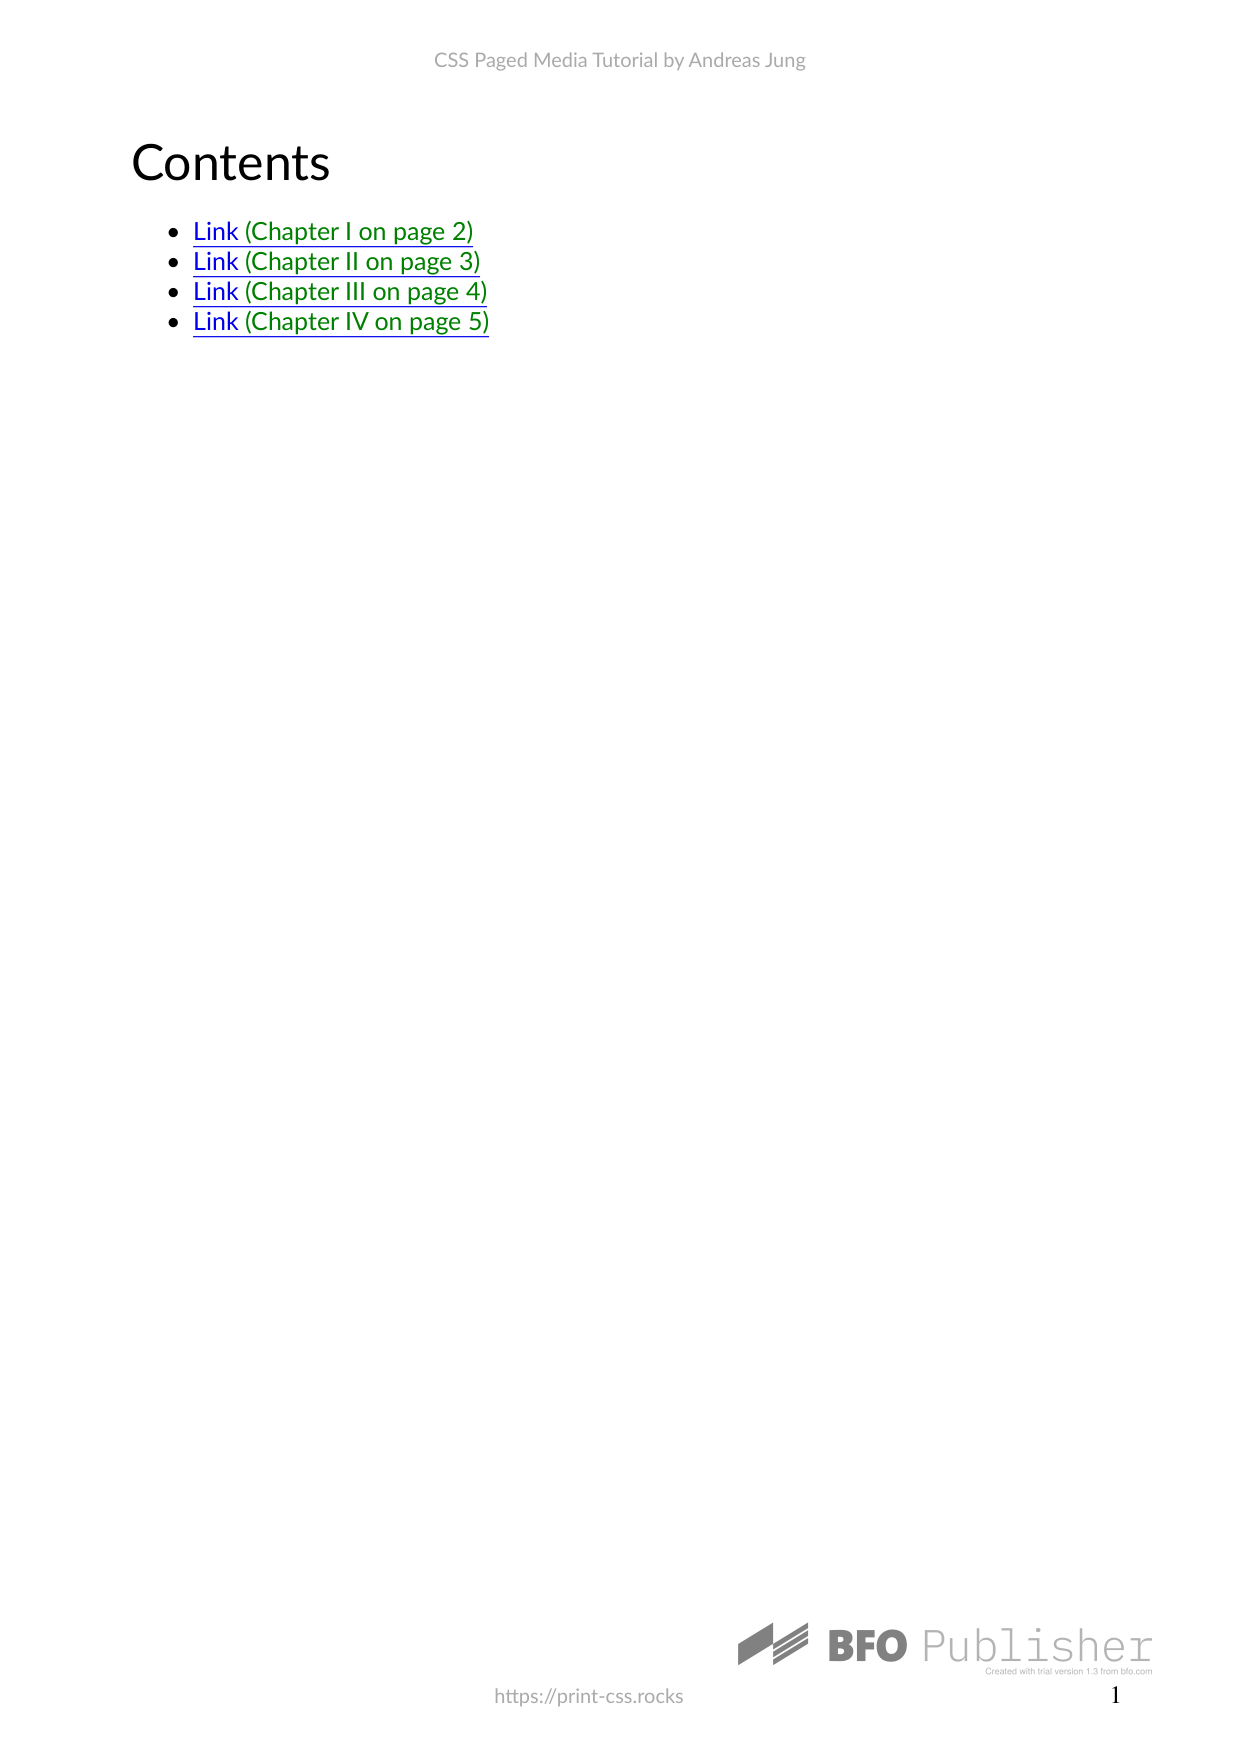 CSS Paged Media Tutorial by Andreas Jung
Contents
• Link (Chapter I on page 2)
• Link (Chapter II on page 3)
• Link (Chapter III on page 4)
• Link (Chapter IV on page 5)
BFO Publisher
Created with trial version 1.3 from bfo.com
https://print-css.rocks
1